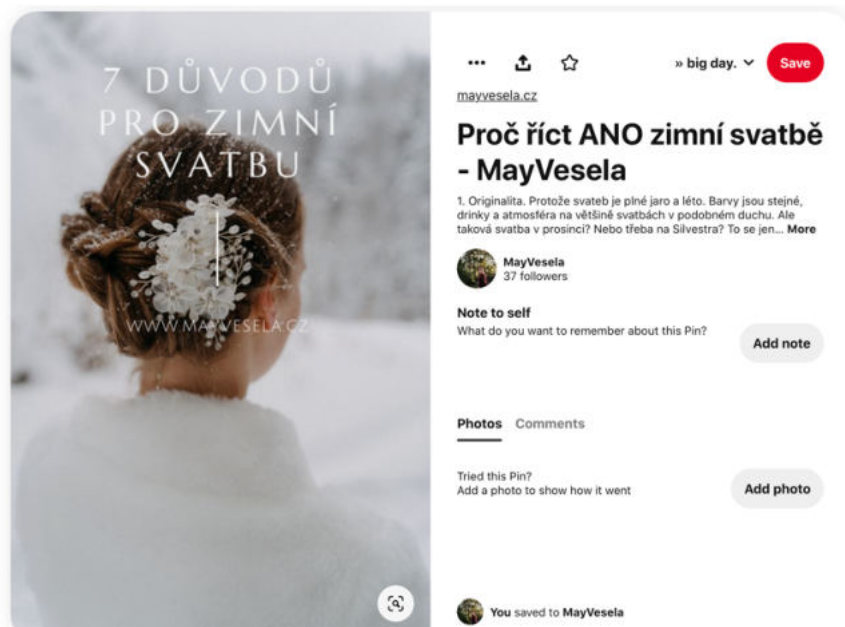 7 DŮVODŮ
PRO ZIMNÍ
SVATBU
WWW.MAYVESELA.CZ
» big day.
Save
mayvesela.cz
Proč říct ANO zimní svatbě
- MayVesela
1. Originalita. Protože svateb je plné jaro a léto. Barvy jsou stejné,
drinky a atmosféra na většině svatbách v podobném duchu. Ale
taková svatba v prosinci? Nebo třeba na Silvestra? To se jen... More
MayVesela
37 followers
Note to self
What do you want to remember about this Pin?
Add note
Photos Comments
Tried this Pin?
Add a photo to show how it went
Add photo
You saved to MayVesela